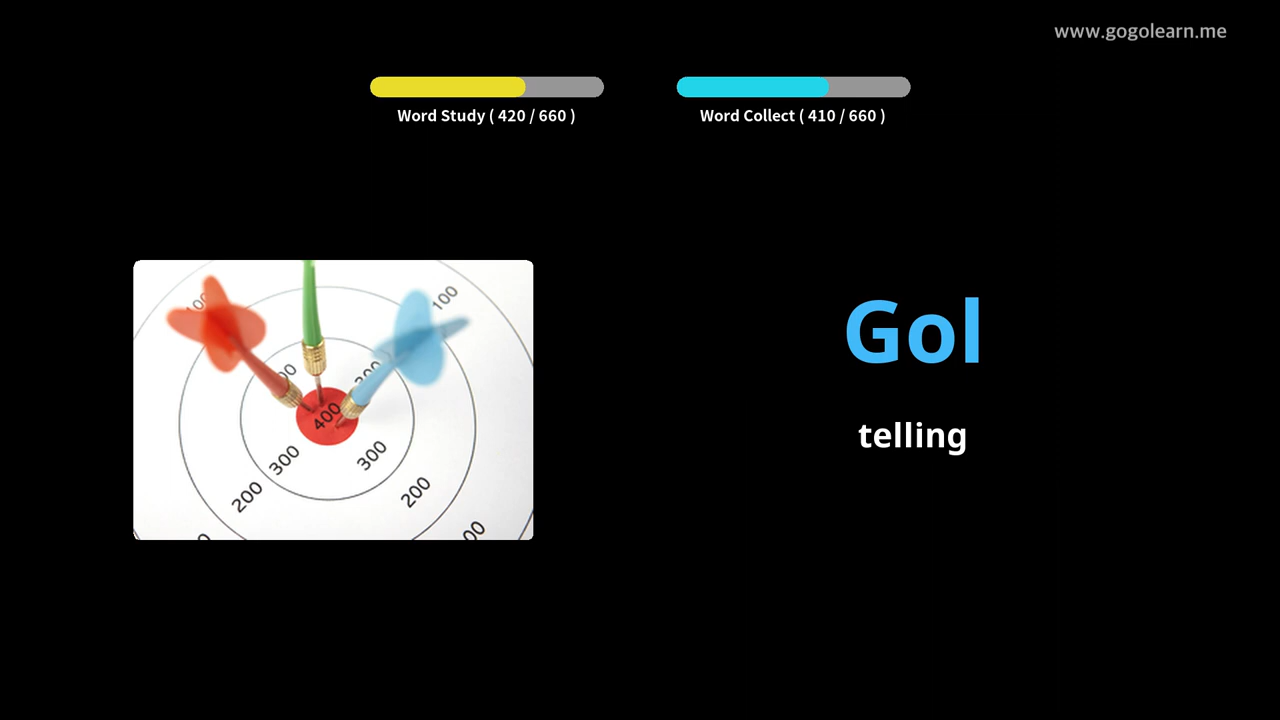 www.gogolearn.me
Word Study ( 420 / 660 )
Word Collect ( 410 / 660 )
Gol
telling
100
100
200
400
300
300
200
200